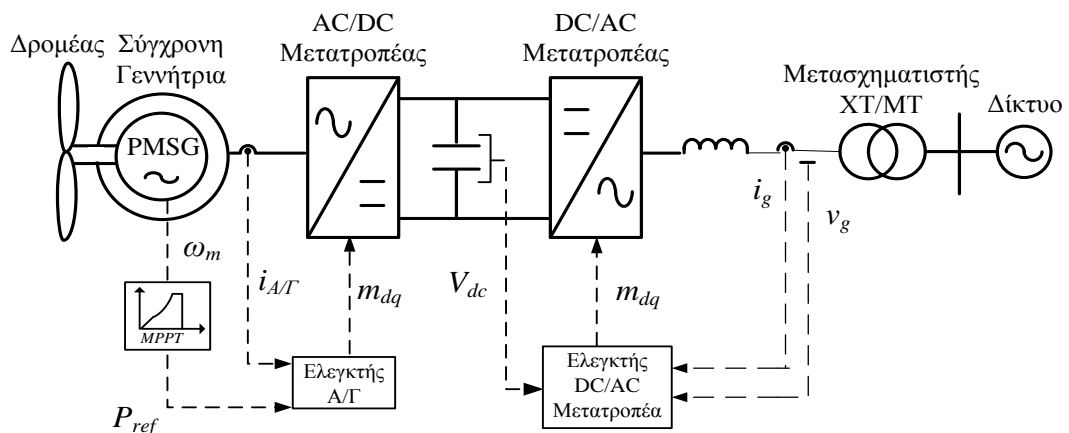 Δρομέας
Σύγχρονη
Γεννήτρια
AC/DC
Μετατροπέας
DC/AC
Μετατροπέας
Μετασχηματιστής
ΧΤ/ΜΤ
Δίκτυο
PMSG
ω_m
i_{Α/Γ}
m_{dq}
V_{dc}
m_{dq}
i_g
v_g
MPPT
P_{ref}
Ελεγκτής
Α/Γ
Ελεγκτής
DC/AC
Μετατροπέα